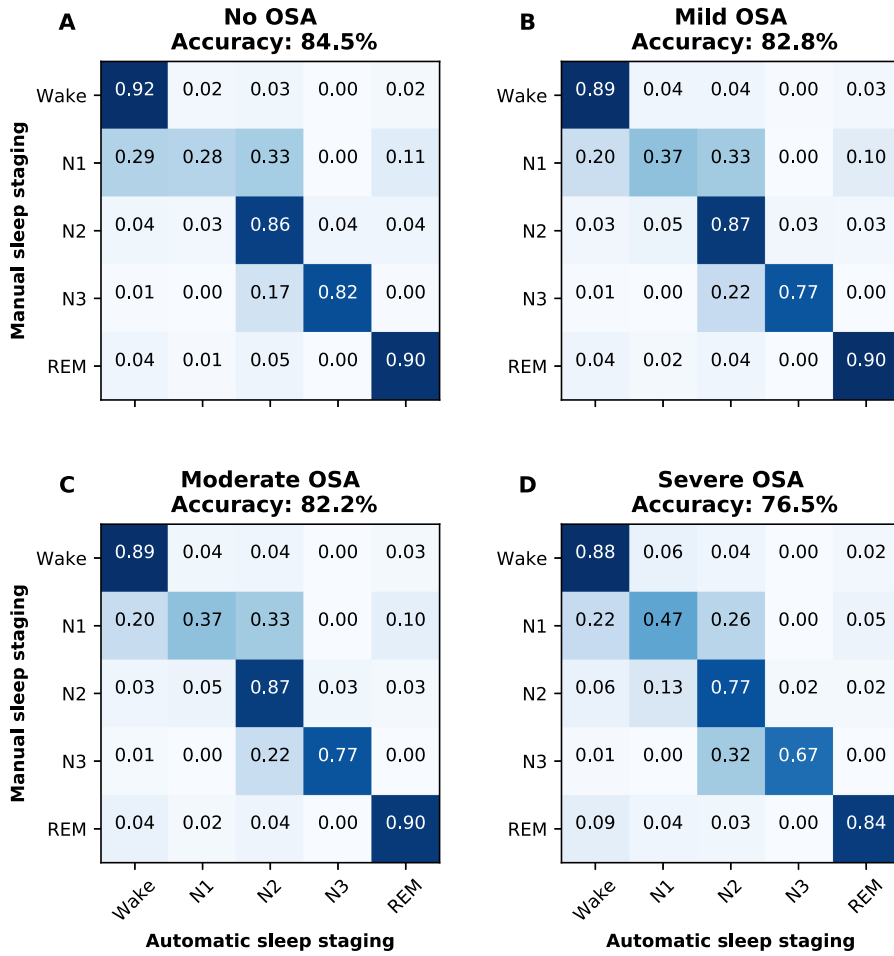 A
No OSA
Accuracy: 84.5%
B
Mild OSA
Accuracy: 82.8%
Manual sleep staging
Wake 0.92 0.02 0.03 0.00 0.02
N1 0.29 0.28 0.33 0.00 0.11
N2 0.04 0.03 0.86 0.04 0.04
N3 0.01 0.00 0.17 0.82 0.00
REM 0.04 0.01 0.05 0.00 0.90
0.89 0.04 0.04 0.00 0.03
0.20 0.37 0.33 0.00 0.10
0.03 0.05 0.87 0.03 0.03
0.01 0.00 0.22 0.77 0.00
0.04 0.02 0.04 0.00 0.90
C
Moderate OSA
Accuracy: 82.2%
D
Severe OSA
Accuracy: 76.5%
Manual sleep staging
Wake 0.89 0.04 0.04 0.00 0.03
N1 0.20 0.37 0.33 0.00 0.10
N2 0.03 0.05 0.87 0.03 0.03
N3 0.01 0.00 0.22 0.77 0.00
REM 0.04 0.02 0.04 0.00 0.90
Wake N1 N2 N3 REM
Automatic sleep staging
0.88 0.06 0.04 0.00 0.02
0.22 0.47 0.26 0.00 0.05
0.06 0.13 0.77 0.02 0.02
0.01 0.00 0.32 0.67 0.00
0.09 0.04 0.03 0.00 0.84
Wake N1 N2 N3 REM
Automatic sleep staging